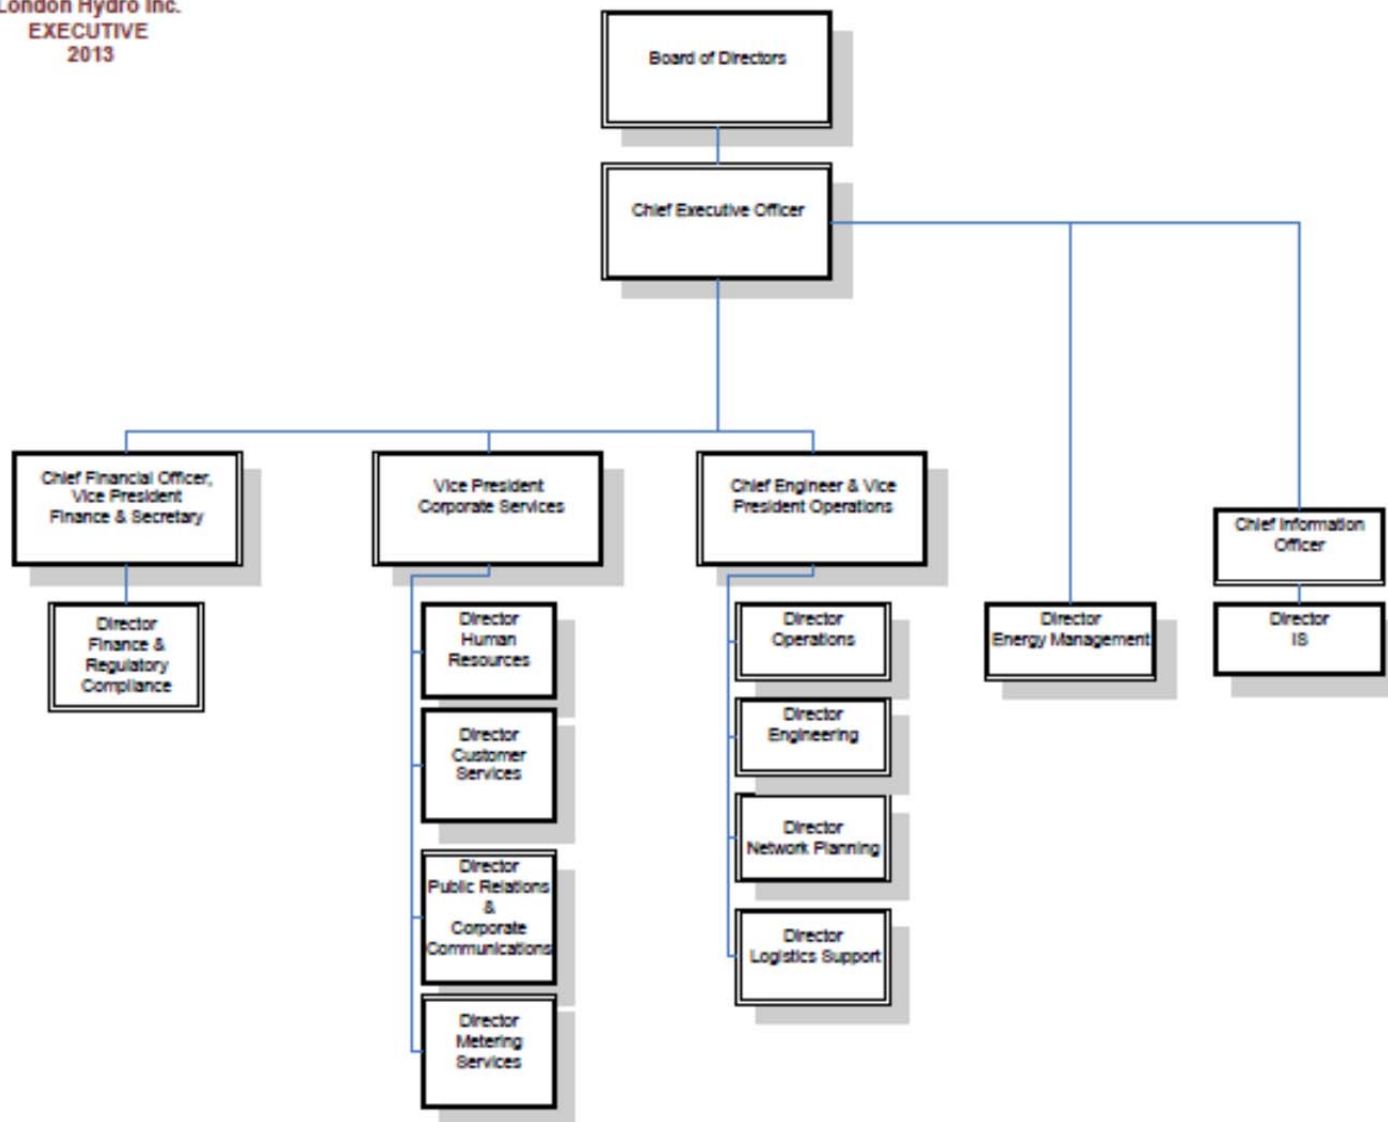 London Hydro Inc.
EXECUTIVE
2013
Board of Directors
Chief Executive Officer
Chief Financial Officer,
Vice President
Finance & Secretary
Vice President
Corporate Services
Chief Engineer & Vice
President Operations
Chief Information
Officer
Director
Finance &
Regulatory
Compliance
Director
Human
Resources
Director
Customer
Services
Director
Public Relations
&
Corporate
Communications
Director
Metering
Services
Director
Operations
Director
Engineering
Director
Network Planning
Director
Logistics Support
Director
Energy Management
Director
IS